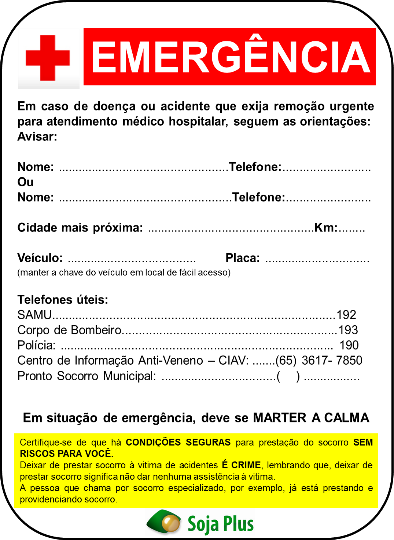 EMERGÊNCIA
Em caso de doença ou acidente que exija remoção urgente
para atendimento médico hospitalar, seguem as orientações:
Avisar:
Nome: ..................................................Telefone:..........................
Ou
Nome: ...................................................Telefone:.........................
Cidade mais próxima: .................................................Km:........
Veículo: ...................................... Placa: ...............................
(manter a chave do veículo em local de fácil acesso)
Telefones úteis:
SAMU.....................................................................................192
Corpo de Bombeiro................................................................193
Polícia: ................................................................................ 190
Centro de Informação Anti-Veneno – CIAV: .......(65) 3617- 7850
Pronto Socorro Municipal: ..................................( ) .................
Em situação de emergência, deve se MARTER A CALMA
Certifique-se de que há CONDIÇÕES SEGURAS para prestação do socorro SEM
RISCOS PARA VOCÊ.
Deixar de prestar socorro à vitima de acidentes É CRIME, lembrando que, deixar de
prestar socorro significa não dar nenhuma assistência à vitima.
A pessoa que chama por socorro especializado, por exemplo, já está prestando e
providenciando socorro.
Soja Plus